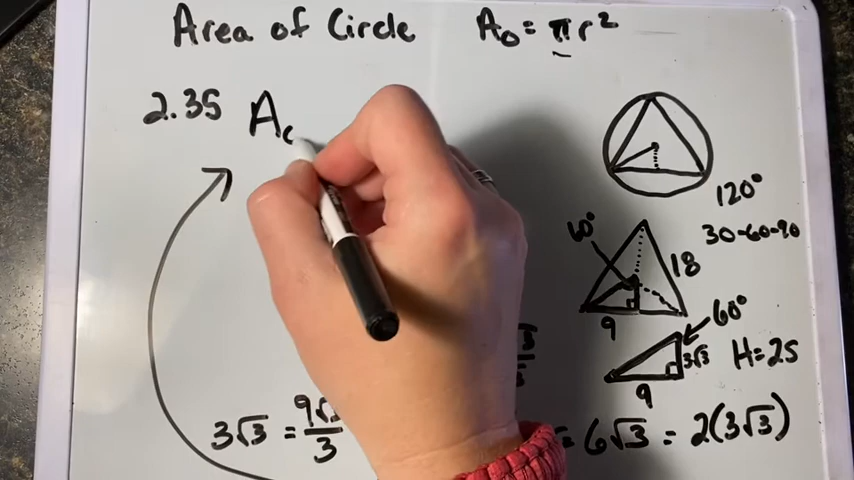 Area of Circle A○ = πr²
2.35 A
120°
30-60-90
60°
18
9
60°
3√3 H=2S
9
3√3 = 9√3/3 = 6√3 = 2(3√3)